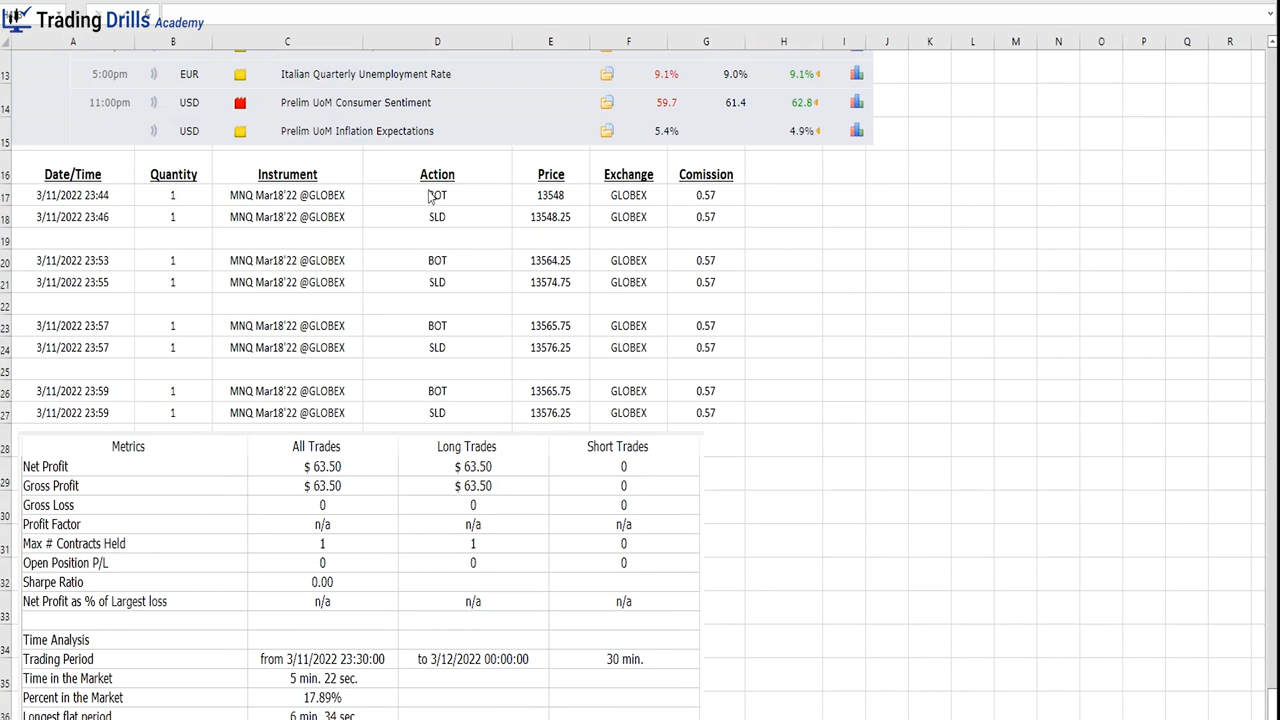 Trading Drills Academy
A B C D E F G H I J K L M N O P Q R
13 5:00pm EUR Italian Quarterly Unemployment Rate 9.1% 9.0% 9.1%
14 11:00pm USD Prelim UoM Consumer Sentiment 59.7 61.4 62.8
15 USD Prelim UoM Inflation Expectations 5.4% 4.9%
16 Date/Time Quantity Instrument Action Price Exchange Comission
17 3/11/2022 23:44 1 MNQ Mar18'22 @GLOBEX BOT 13548 GLOBEX 0.57
18 3/11/2022 23:46 1 MNQ Mar18'22 @GLOBEX SLD 13548.25 GLOBEX 0.57
19
20 3/11/2022 23:53 1 MNQ Mar18'22 @GLOBEX BOT 13564.25 GLOBEX 0.57
21 3/11/2022 23:55 1 MNQ Mar18'22 @GLOBEX SLD 13574.75 GLOBEX 0.57
22
23 3/11/2022 23:57 1 MNQ Mar18'22 @GLOBEX BOT 13565.75 GLOBEX 0.57
24 3/11/2022 23:57 1 MNQ Mar18'22 @GLOBEX SLD 13576.25 GLOBEX 0.57
25
26 3/11/2022 23:59 1 MNQ Mar18'22 @GLOBEX BOT 13565.75 GLOBEX 0.57
27 3/11/2022 23:59 1 MNQ Mar18'22 @GLOBEX SLD 13576.25 GLOBEX 0.57
28 Metrics All Trades Long Trades Short Trades
Net Profit $ 63.50 $ 63.50 0
29 Gross Profit $ 63.50 $ 63.50 0
Gross Loss 0 0 0
30
Profit Factor n/a n/a n/a
31 Max # Contracts Held 1 1 0
Open Position P/L 0 0 0
32 Sharpe Ratio 0.00
Net Profit as % of Largest loss n/a n/a n/a
33
34 Time Analysis
Trading Period from 3/11/2022 23:30:00 to 3/12/2022 00:00:00 30 min.
35 Time in the Market 5 min. 22 sec.
Percent in the Market 17.89%
36 Longest flat period 6 min. 34 sec